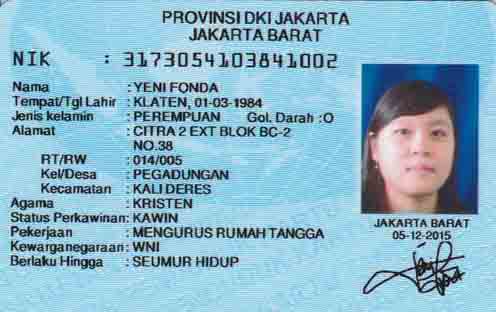 PROVINSI DKI JAKARTA
JAKARTA BARAT
NIK : 3173054103841002
Nama : YENI FONDA
Tempat/Tgl Lahir : KLATEN, 01-03-1984
Jenis kelamin : PEREMPUAN Gol. Darah :O
Alamat : CITRA 2 EXT BLOK BC-2
NO.38
RT/RW : 014/005
Kel/Desa : PEGADUNGAN
Kecamatan : KALI DERES
Agama : KRISTEN
Status Perkawinan: KAWIN
Pekerjaan : MENGURUS RUMAH TANGGA
Kewarganegaraan: WNI
Berlaku Hingga : SEUMUR HIDUP
JAKARTA BARAT
05-12-2015